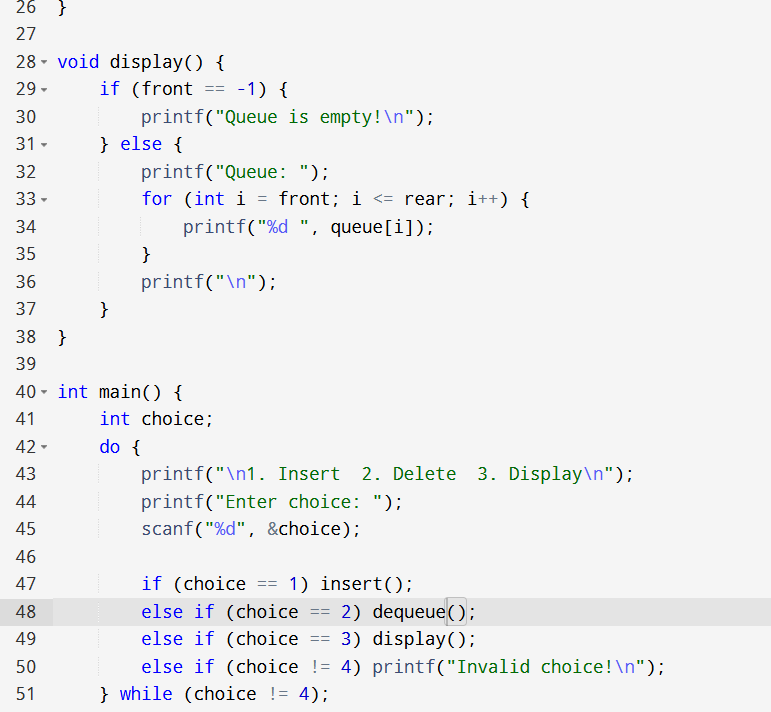 26 }
27
28 void display() {
29     if (front == -1) {
30         printf("Queue is empty!\n");
31     } else {
32         printf("Queue: ");
33         for (int i = front; i <= rear; i++) {
34             printf("%d ", queue[i]);
35         }
36         printf("\n");
37     }
38 }
39
40 int main() {
41     int choice;
42     do {
43         printf("\n1. Insert  2. Delete  3. Display\n");
44         printf("Enter choice: ");
45         scanf("%d", &choice);
46
47         if (choice == 1) insert();
48         else if (choice == 2) dequeue();
49         else if (choice == 3) display();
50         else if (choice != 4) printf("Invalid choice!\n");
51     } while (choice != 4);